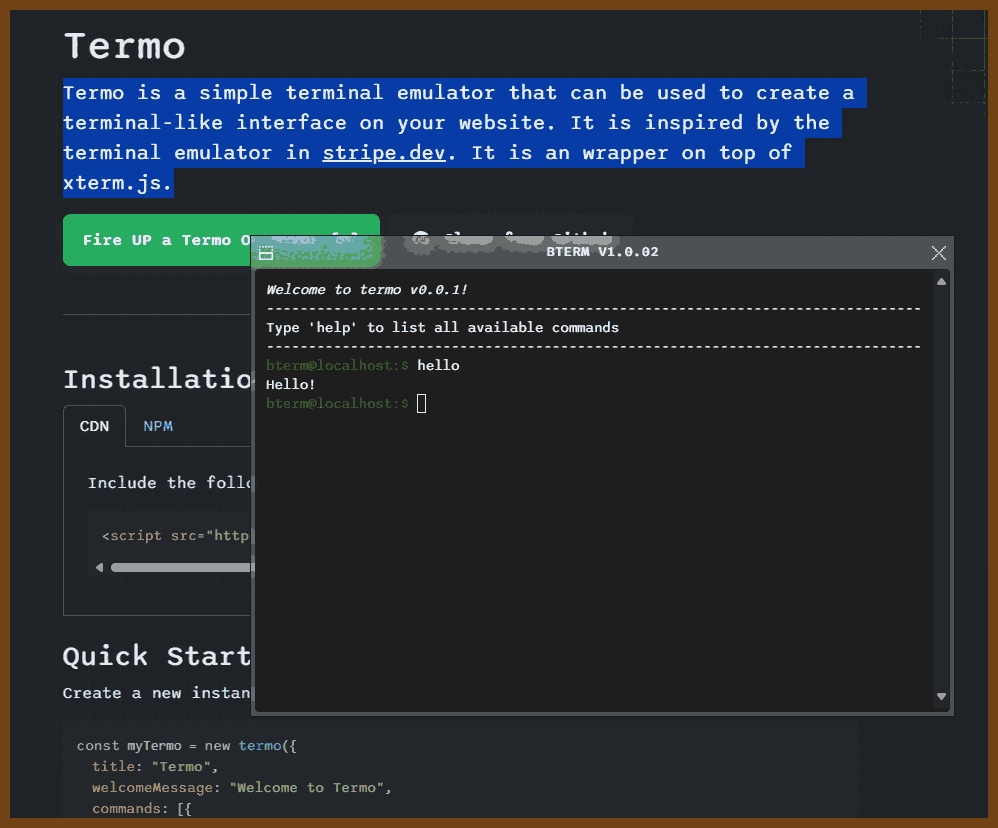 Termo
Termo is a simple terminal emulator that can be used to create a
terminal-like interface on your website. It is inspired by the
terminal emulator in stripe.dev. It is an wrapper on top of
xterm.js.
Fire UP a Termo
BTERM V1.0.02
Welcome to termo v0.0.1!
--------------------------------------------------------------------------------------------
Type 'help' to list all available commands
--------------------------------------------------------------------------------------------
bterm@localhost:$ hello
Hello!
bterm@localhost:$
Installatio
CDN NPM
Include the follo
<script src="http
Quick Start
Create a new instan
const myTermo = new termo({
title: "Termo",
welcomeMessage: "Welcome to Termo",
commands: [{